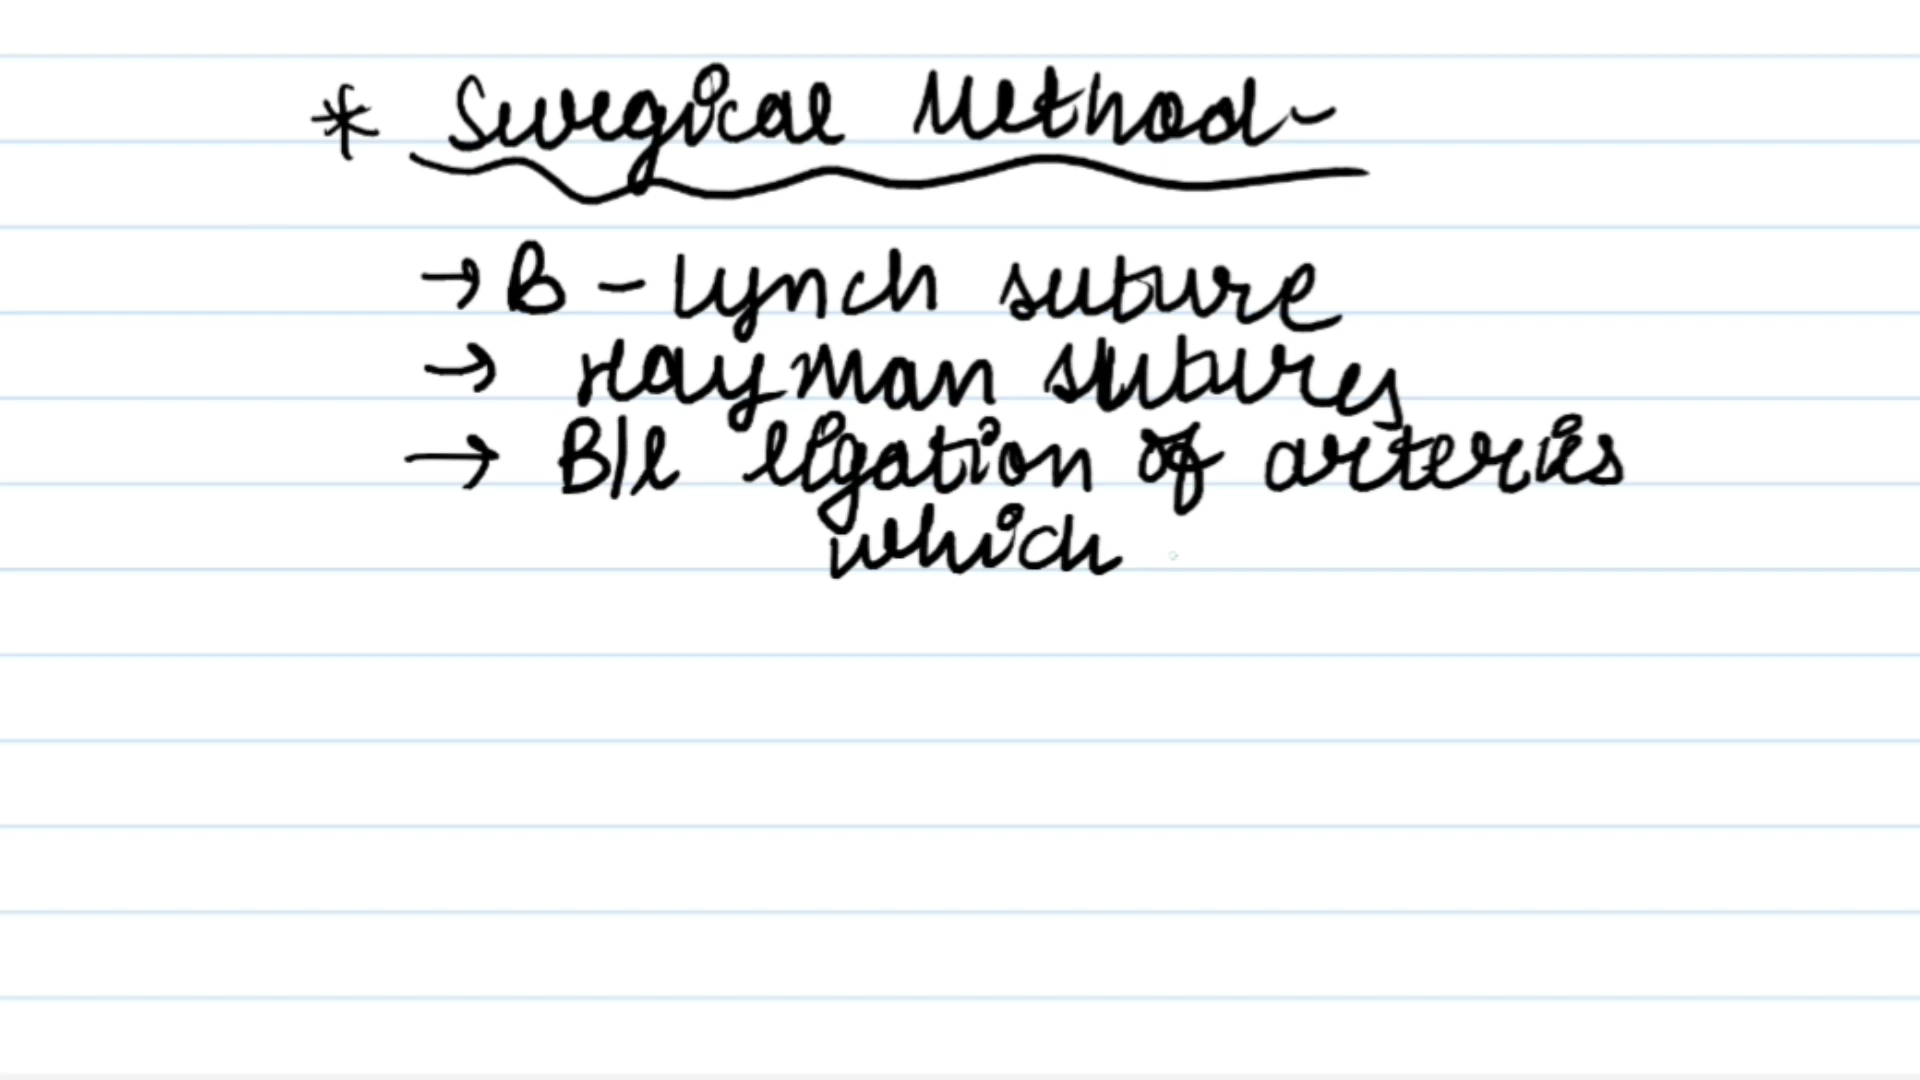 * Surgical Method-
→ B-Lynch suture
→ Hayman sutures
→ B/l ligation of arteries
which